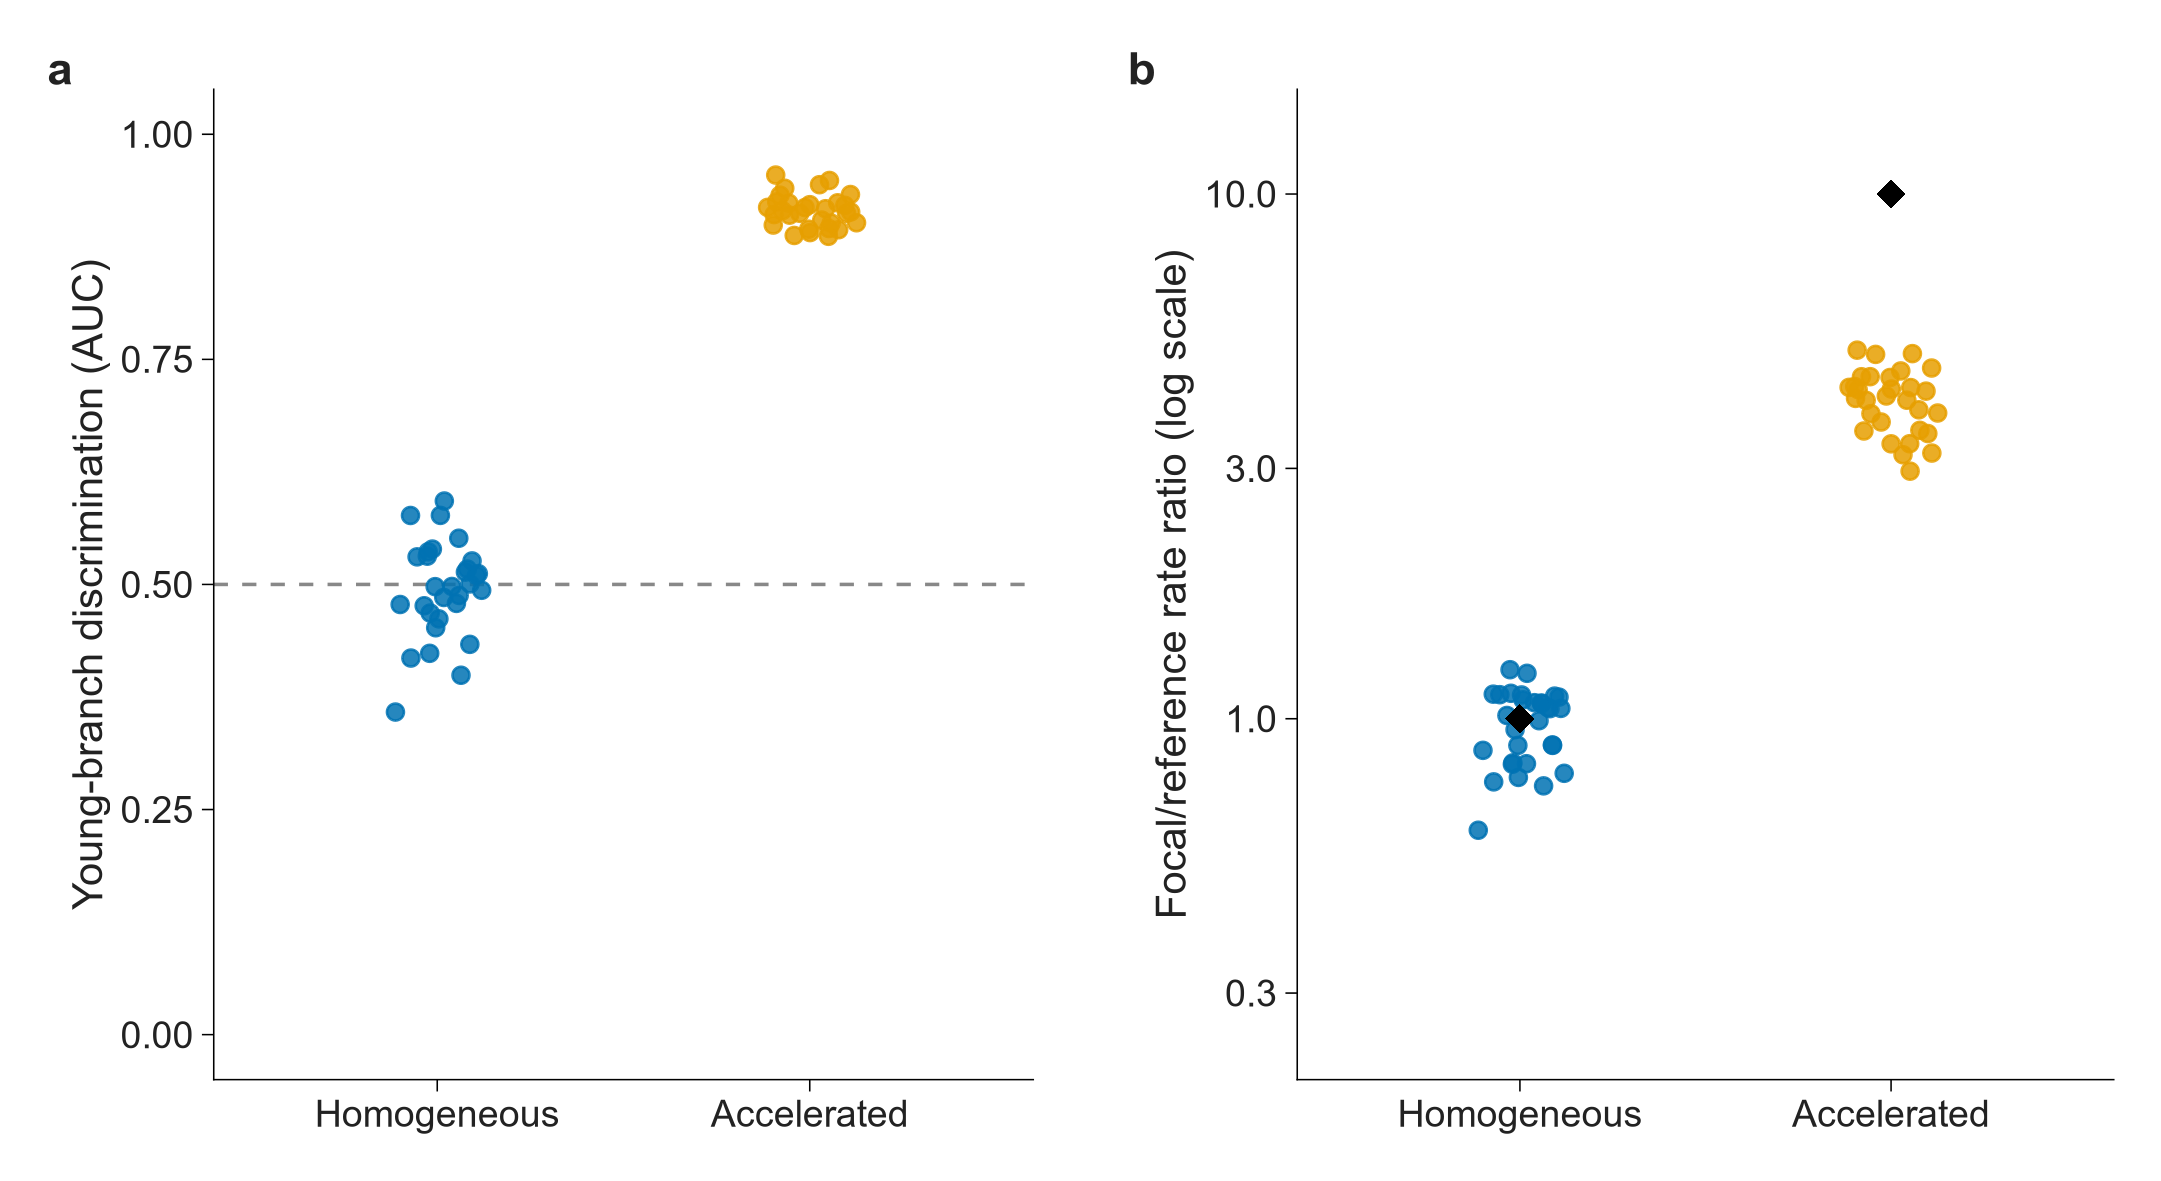 a
Young-branch discrimination (AUC)
1.00
0.75
0.50
0.25
0.00
Homogeneous
Accelerated
b
Focal/reference rate ratio (log scale)
10.0
3.0
1.0
0.3
Homogeneous
Accelerated